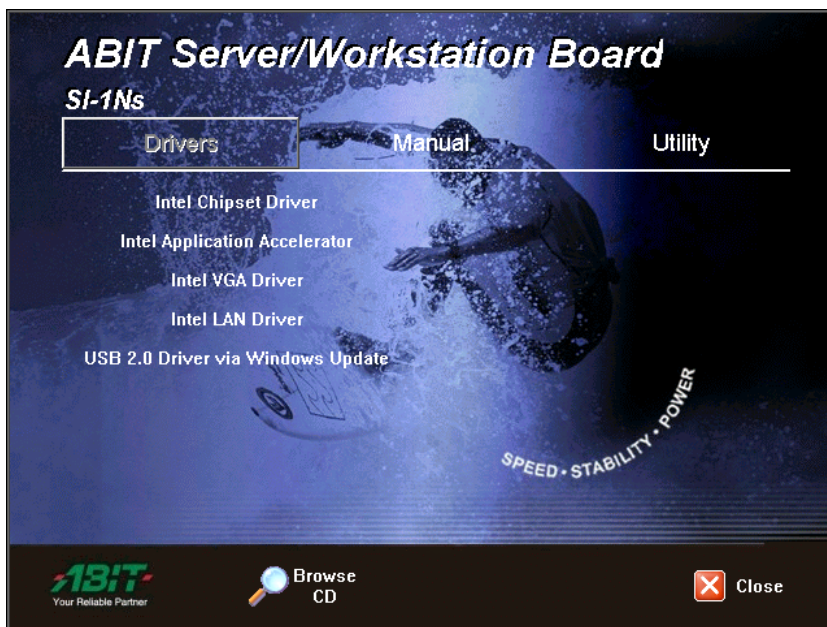 ABIT Server/Workstation Board
SI-1Ns
Drivers
Manual
Utility
Intel Chipset Driver
Intel Application Accelerator
Intel VGA Driver
Intel LAN Driver
USB 2.0 Driver via Windows Update
SPEED • STABILITY • POWER
ABIT
Your Reliable Partner
Browse
CD
Close